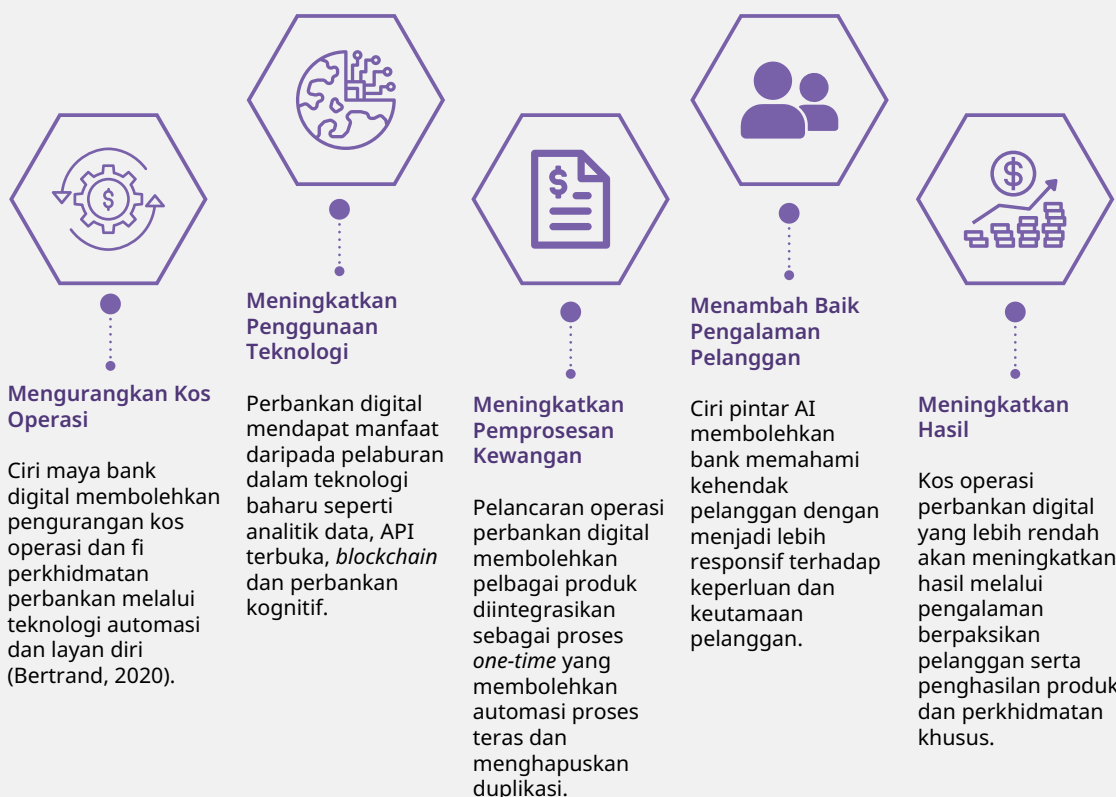 Mengurangkan Kos
Operasi
Ciri maya bank
digital membolehkan
pengurangan kos
operasi dan fi
perkhidmatan
perbankan melalui
teknologi automasi
dan layan diri
(Bertrand, 2020).
Meningkatkan
Penggunaan
Teknologi
Perbankan digital
mendapat manfaat
daripada pelaburan
dalam teknologi
baharu seperti
analitik data, API
terbuka, blockchain
dan perbankan
kognitif.
Meningkatkan
Pemprosesan
Kewangan
Pelancaran operasi
perbankan digital
membolehkan
pelbagai produk
diintegrasikan
sebagai proses
one-time yang
membolehkan
automasi proses
teras dan
menghapuskan
duplikasi.
Menambah Baik
Pengalaman
Pelanggan
Ciri pintar AI
membolehkan
bank memahami
kehendak
pelanggan dengan
menjadi lebih
responsif terhadap
keperluan dan
keutamaan
pelanggan.
Meningkatkan
Hasil
Kos operasi
perbankan digital
yang lebih rendah
akan meningkatkan
hasil melalui
pengalaman
berpaksikan
pelanggan serta
penghasilan produk
dan perkhidmatan
khusus.